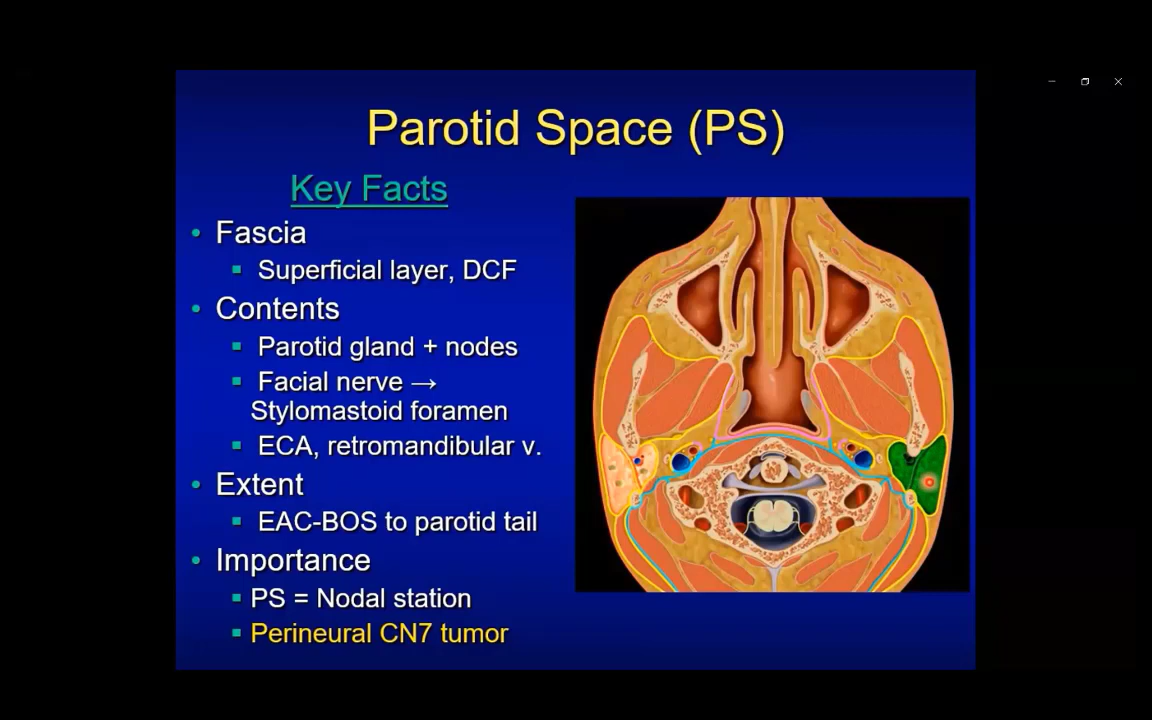 Parotid Space (PS)
Key Facts
• Fascia
▪ Superficial layer, DCF
• Contents
▪ Parotid gland + nodes
▪ Facial nerve →
Stylomastoid foramen
▪ ECA, retromandibular v.
• Extent
▪ EAC-BOS to parotid tail
• Importance
▪ PS = Nodal station
▪ Perineural CN7 tumor